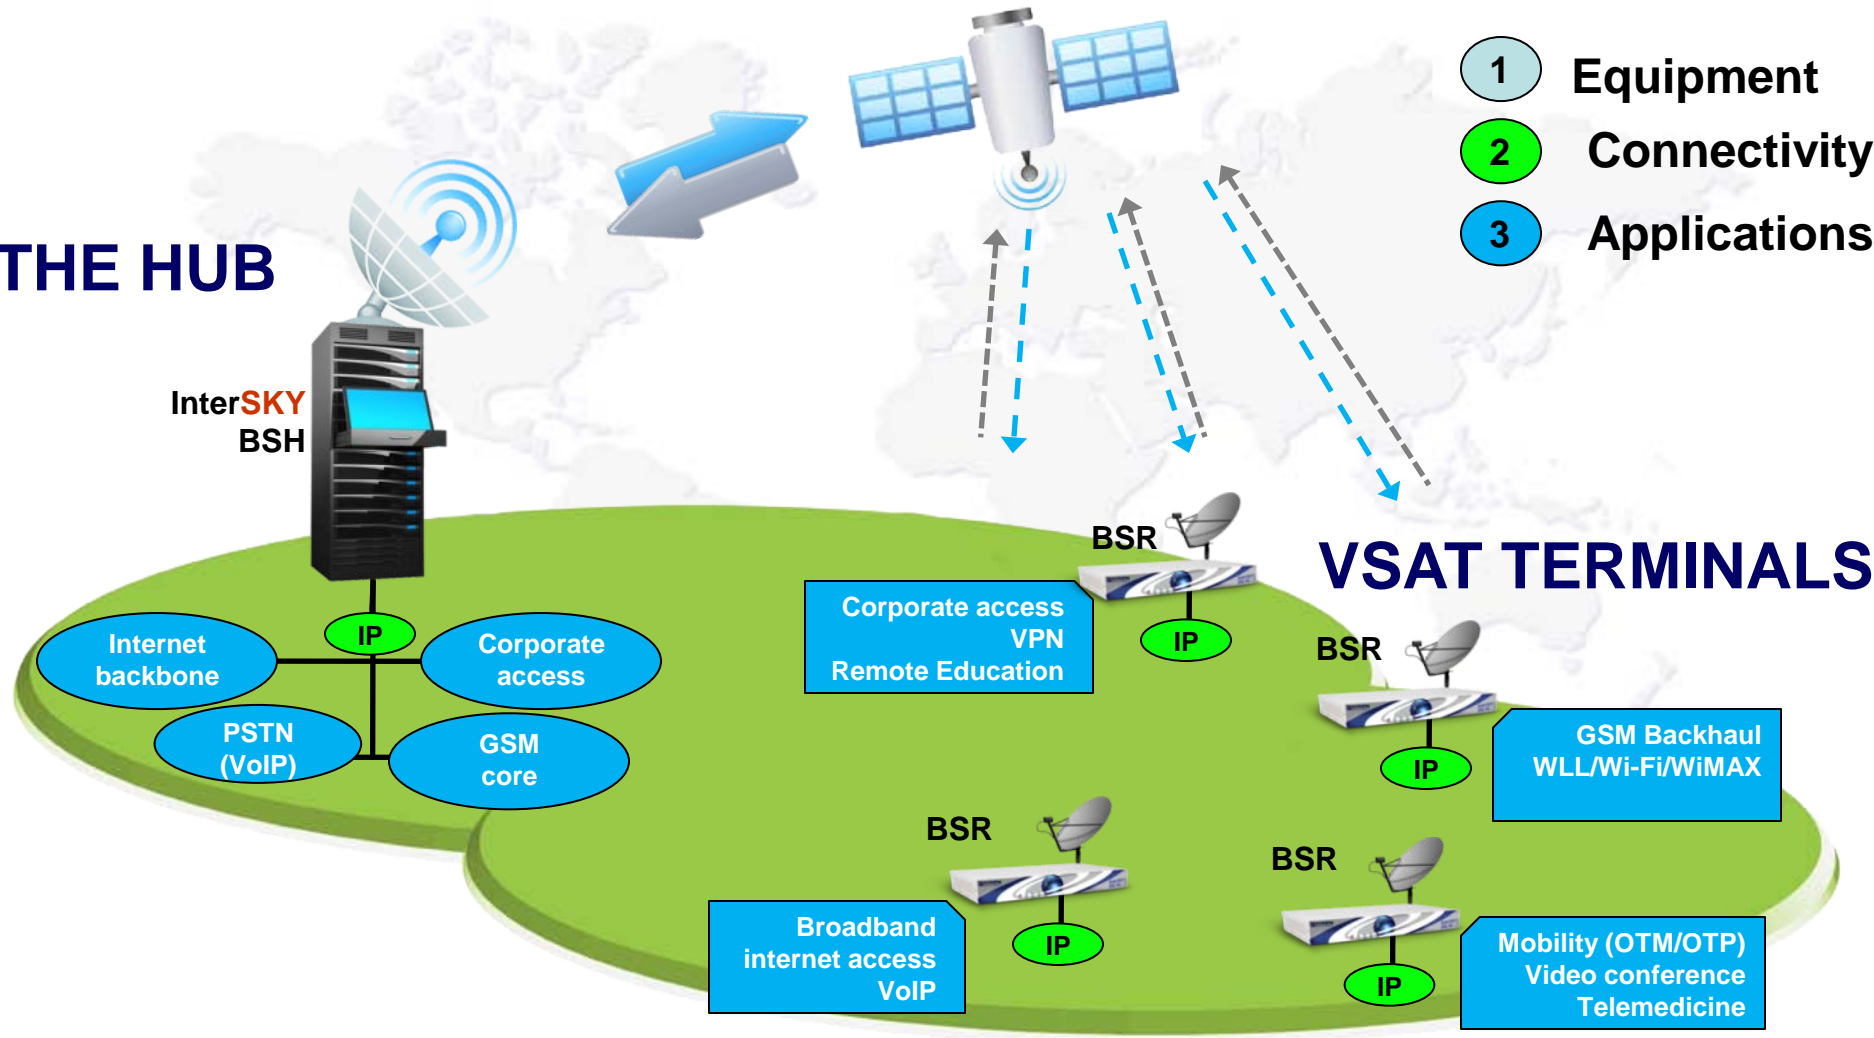 1 Equipment
2 Connectivity
3 Applications
THE HUB
InterSKY
BSH
IP
Internet
backbone
Corporate
access
PSTN
(VoIP)
GSM
core
VSAT TERMINALS
BSR
Corporate access
VPN
Remote Education
IP
BSR
GSM Backhaul
WLL/Wi-Fi/WiMAX
IP
BSR
Broadband
internet access
VoIP
IP
BSR
Mobility (OTM/OTP)
Video conference
Telemedicine
IP